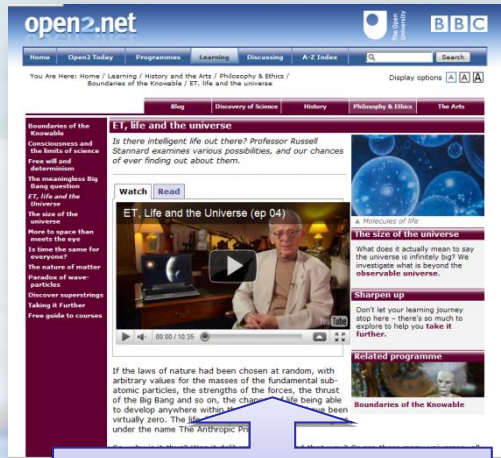 open2.net
The Open
University
BBC
Home Open2 Today Programmes Learning Discussing A-Z Index Search
You Are Here: Home / Learning / History and the Arts / Philosophy & Ethics /
Boundaries of the Knowable / ET, life and the universe
Display options A A A
Blog Discovery of Science History Philosophy & Ethics The Arts
Boundaries of the
Knowable
Consciousness and
the limits of science
Free will and
determinism
The meaningless Big
Bang question
ET, life and the
Universe
The size of the
universe
More to space than
meets the eye
Is time the same for
everyone?
The nature of matter
Paradox of wave-
particles
Discover superstrings
Taking it Further
Free guide to courses
ET, life and the universe
Is there intelligent life out there? Professor Russell
Stannard examines various possibilities, and our chances
of ever finding out about them.
Watch Read
ET, Life and the Universe (ep 04)
YouTube
00:00 / 10:35
If the laws of nature had been chosen at random, with
arbitrary values for the masses of the fundamental sub-
atomic particles, the strengths of the forces, the thrust
of the Big Bang and so on, the of life being able
to develop anywhere within have been
virtually zero. The
under the name The Anthropic
Molecules of life
The size of the universe
What does it actually mean to say
the universe is infinitely big? We
investigate what is beyond the
observable universe.
Sharpen up
Don't let your learning journey
stop here – there's so much to
explore to help you take it
further.
Related programme
Boundaries of the Knowable